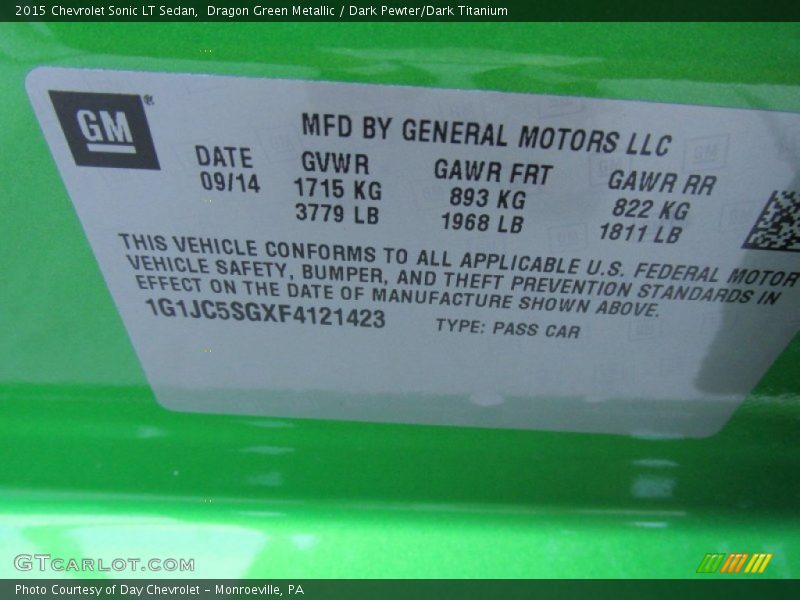 2015 Chevrolet Sonic LT Sedan,  Dragon Green Metallic / Dark Pewter/Dark Titanium
GM®
MFD BY GENERAL MOTORS LLC
DATE GVWR GAWR FRT GAWR RR
09/14 1715 KG 893 KG 822 KG
3779 LB 1968 LB 1811 LB
THIS VEHICLE CONFORMS TO ALL APPLICABLE U.S. FEDERAL MOTOR
VEHICLE SAFETY, BUMPER, AND THEFT PREVENTION STANDARDS IN
EFFECT ON THE DATE OF MANUFACTURE SHOWN ABOVE.
1G1JC5SGXF4121423 TYPE: PASS CAR
GTCARLOT.COM
Photo Courtesy of Day Chevrolet - Monroeville, PA